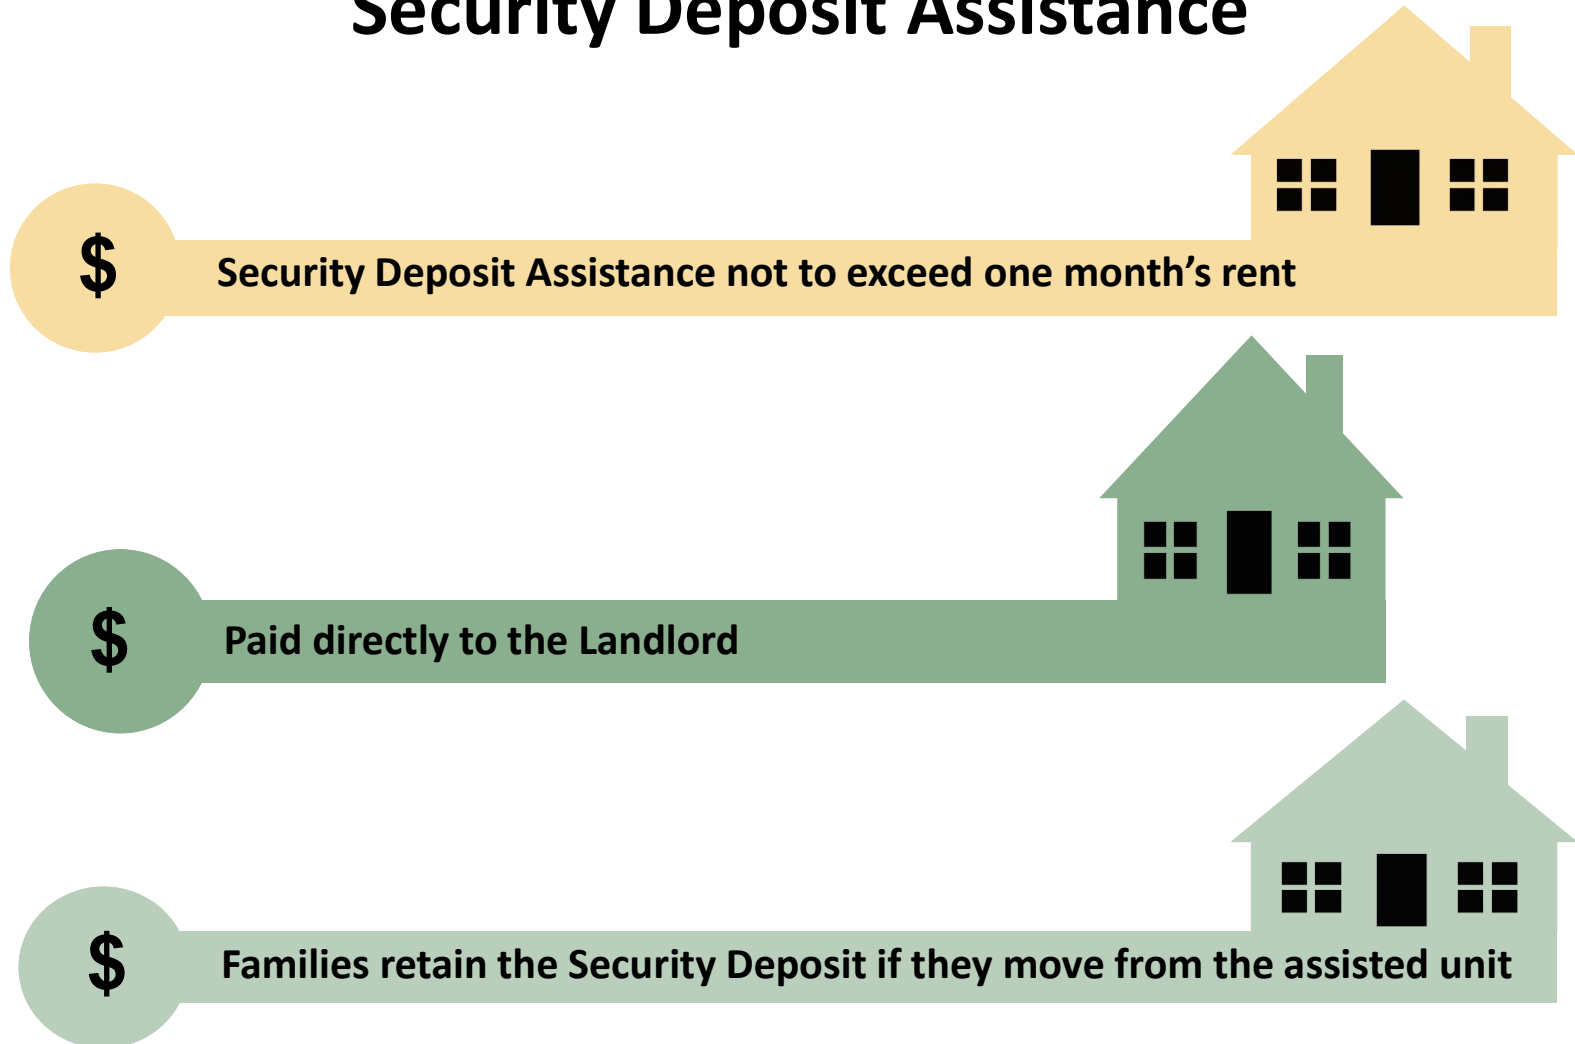 Security Deposit Assistance
$
Security Deposit Assistance not to exceed one month’s rent
$
Paid directly to the Landlord
$
Families retain the Security Deposit if they move from the assisted unit